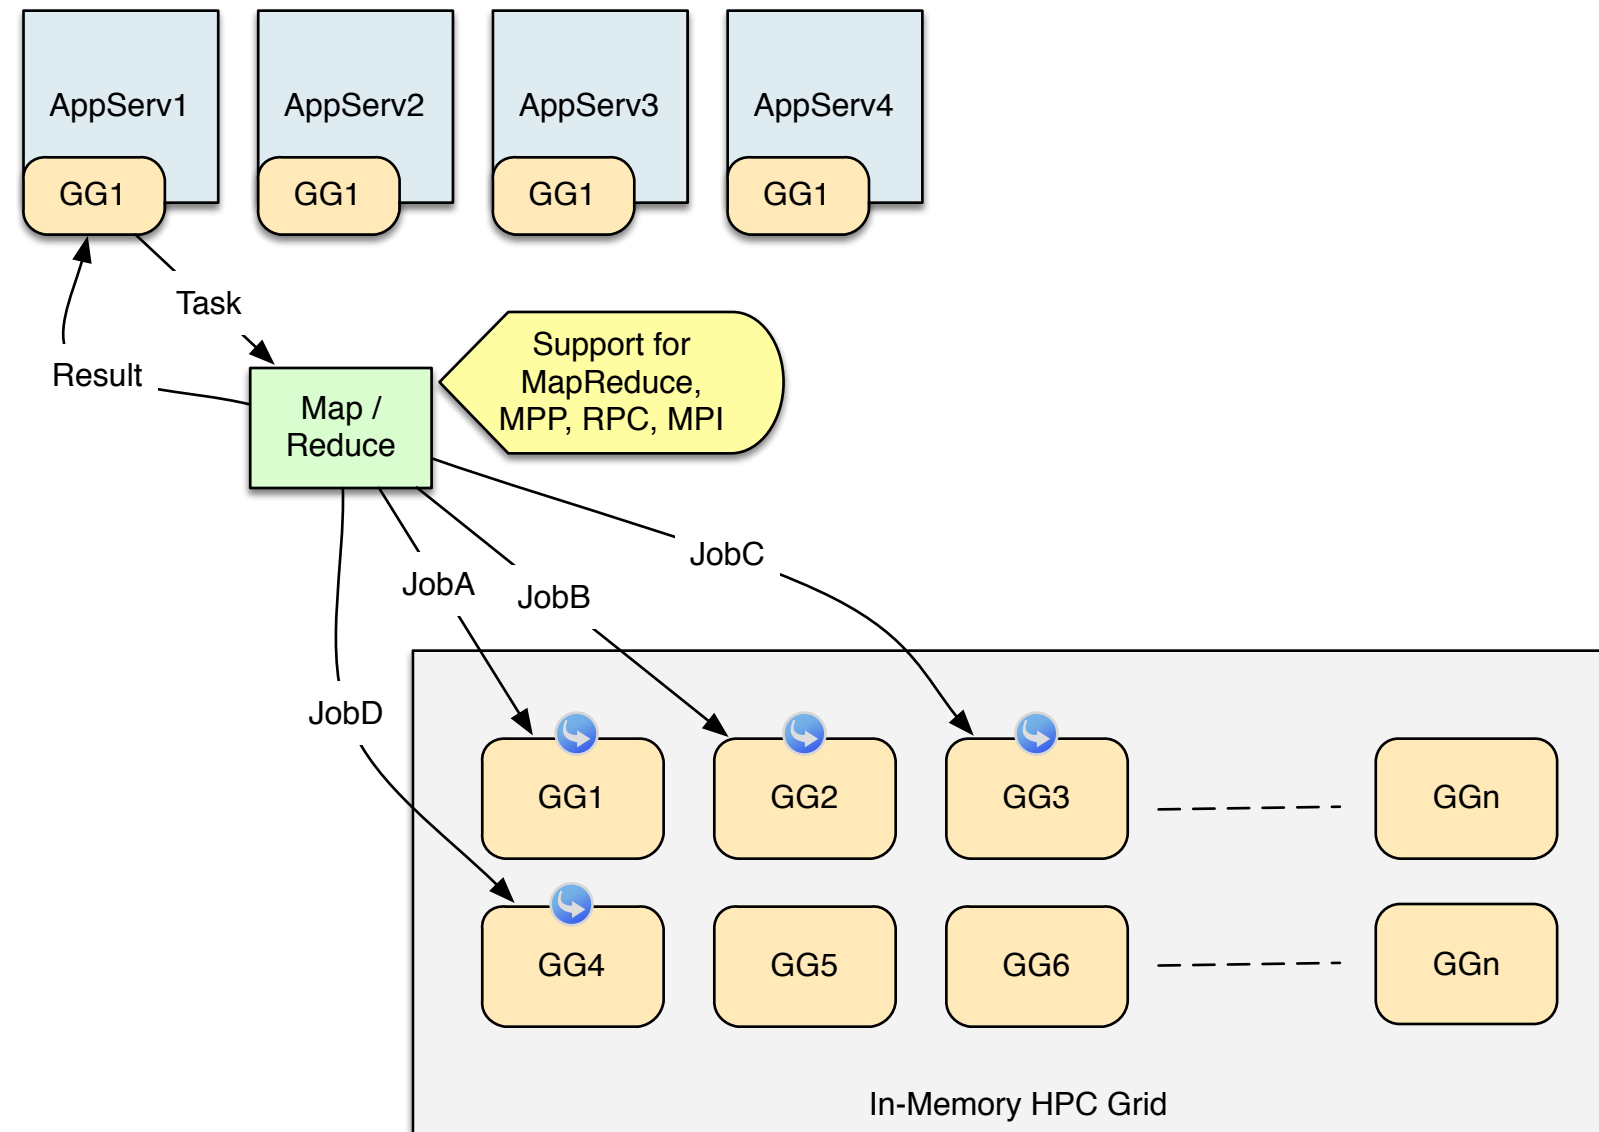 AppServ1
AppServ2
AppServ3
AppServ4
GG1
GG1
GG1
GG1
Task
Result
Support for
MapReduce,
MPP, RPC, MPI
Map /
Reduce
JobC
JobA
JobB
JobD
GG1
GG2
GG3
GGn
GG4
GG5
GG6
GGn
In-Memory HPC Grid